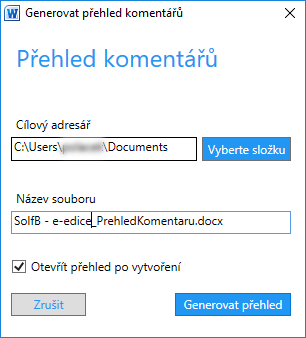 Generovat přehled komentářů
Přehled komentářů
Cílový adresář
C:\Users\ \Documents
Vyberte složku
Název souboru
SolfB - e-edice_PrehledKomentaru.docx
Otevřít přehled po vytvoření
Zrušit
Generovat přehled